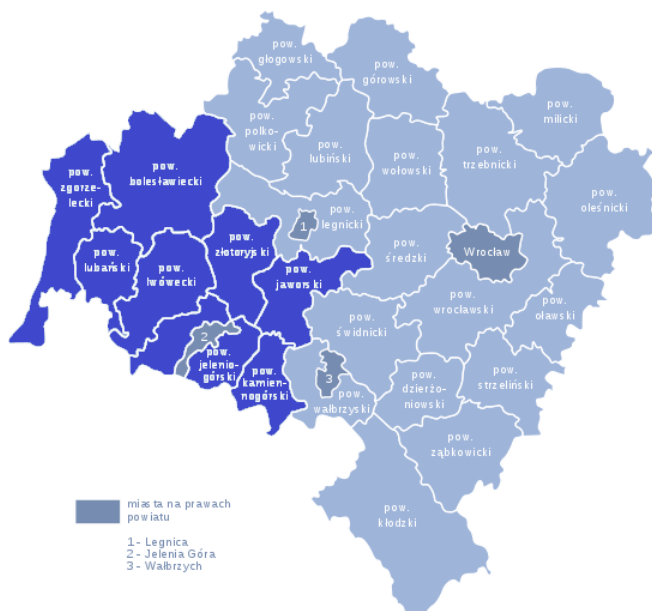 pow.
głogowski
pow.
górowski
pow.
milicki
pow.
polko-
wicki
pow.
lubiński
pow.
wołowski
pow.
trzebnicki
pow.
oleśnicki
pow.
zgorze-
lecki
pow.
bolesławiecki
pow.
legnicki
1
pow.
lubański
pow.
lwówecki
pow.
złotoryjski
pow.
jaworski
pow.
średzki
Wrocław
pow.
wrocławski
pow.
oławski
pow.
świdnicki
2
pow.
jelenio-
górski
pow.
kamien-
nogórski
3
pow.
wałbrzyski
pow.
dzierżo-
niowski
pow.
strzeliński
pow.
ząbkowicki
pow.
kłodzki
miasta na prawach
powiatu
1 - Legnica
2 - Jelenia Góra
3 - Wałbrzych